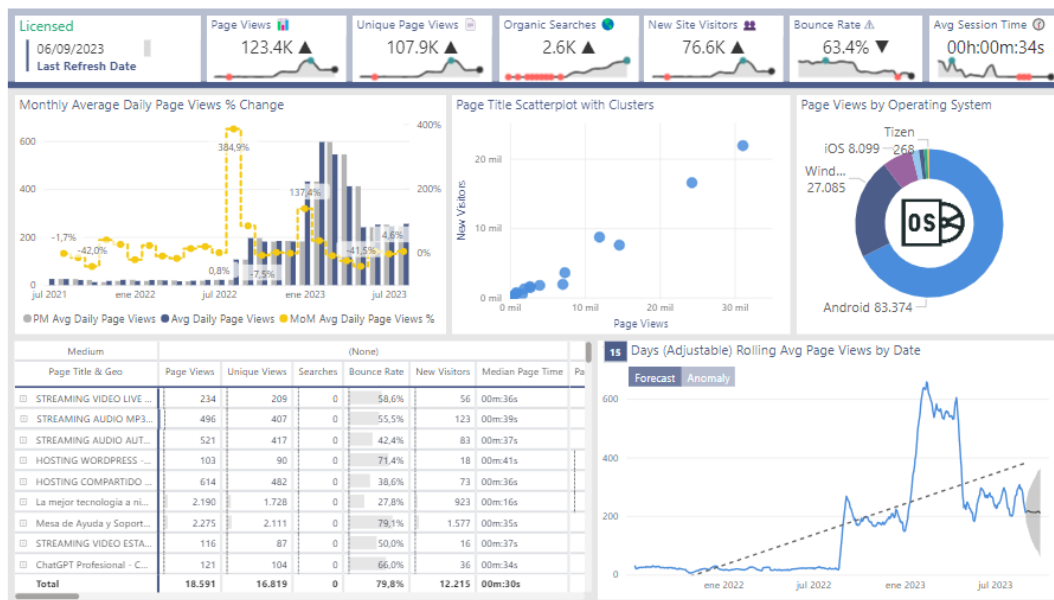 Licensed
06/09/2023
Last Refresh Date
Page Views
123.4K
Unique Page Views
107.9K
Organic Searches
2.6K
New Site Visitors
76.6K
Bounce Rate
63.4%
Avg Session Time
00h:00m:34s
Monthly Average Daily Page Views % Change
600
400
200
0
400%
200%
0%
384,9%
137,4%
-1,7%
-42,0%
0,8%
-7,5%
-41,5%
4,6%
jul 2021 ene 2022 jul 2022 ene 2023 jul 2023
PM Avg Daily Page Views Avg Daily Page Views MoM Avg Daily Page Views %
Page Title Scatterplot with Clusters
New Visitors
20 mil
10 mil
0 mil
0 mil 10 mil 20 mil 30 mil
Page Views
Page Views by Operating System
Tizen
268
iOS 8.099
Wind...
27.085
OS
Android 83.374
Medium (None)
Page Title & Geo Page Views Unique Views Searches Bounce Rate New Visitors Median Page Time Pa
STREAMING VIDEO LIVE ... 234 209 0 58,6% 56 00m:36s
STREAMING AUDIO MP3... 496 407 0 55,5% 123 00m:39s
STREAMING AUDIO AUT... 521 417 0 42,4% 83 00m:37s
HOSTING WORDPRESS -... 103 90 0 71,4% 18 00m:41s
HOSTING COMPARTIDO ... 614 482 0 38,6% 73 00m:36s
La mejor tecnología a ni... 2.190 1.728 0 27,8% 923 00m:16s
Mesa de Ayuda y Soport... 2.275 2.111 0 79,1% 1.577 00m:35s
STREAMING VIDEO ESTA... 116 87 0 50,0% 16 00m:37s
ChatGPT Profesional - C... 121 104 0 66,0% 36 00m:34s
Total 18.591 16.819 0 79,8% 12.215 00m:30s
15 Days (Adjustable) Rolling Avg Page Views by Date
Forecast Anomaly
600
400
200
0
ene 2022 jul 2022 ene 2023 jul 2023